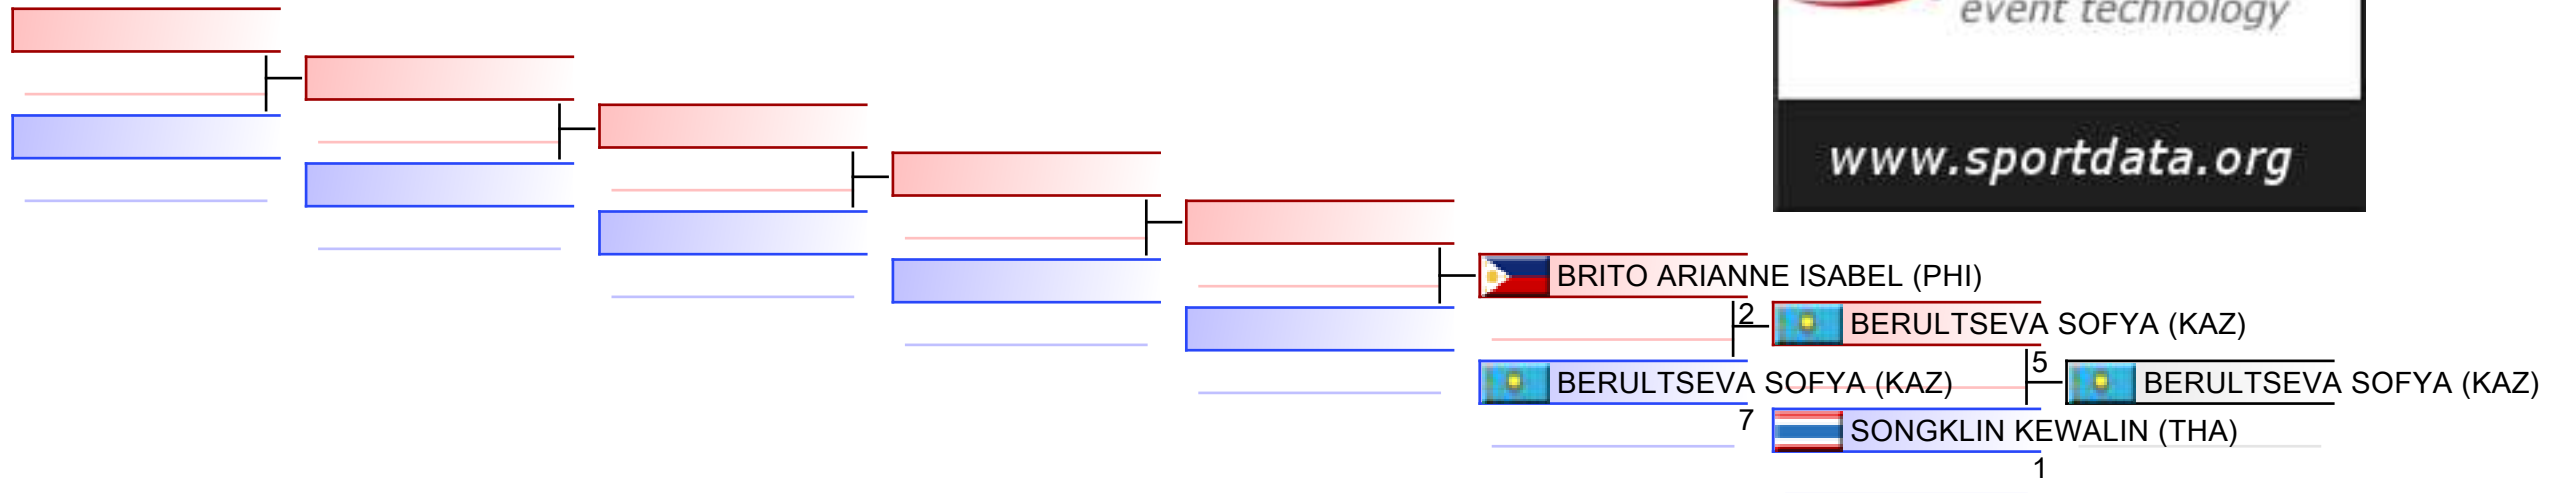 event technology
www.sportdata.org
BRITO ARIANNE ISABEL (PHI)
2
BERULTSEVA SOFYA (KAZ)
BERULTSEVA SOFYA (KAZ)
7
5
BERULTSEVA SOFYA (KAZ)
SONGKLIN KEWALIN (THA)
1